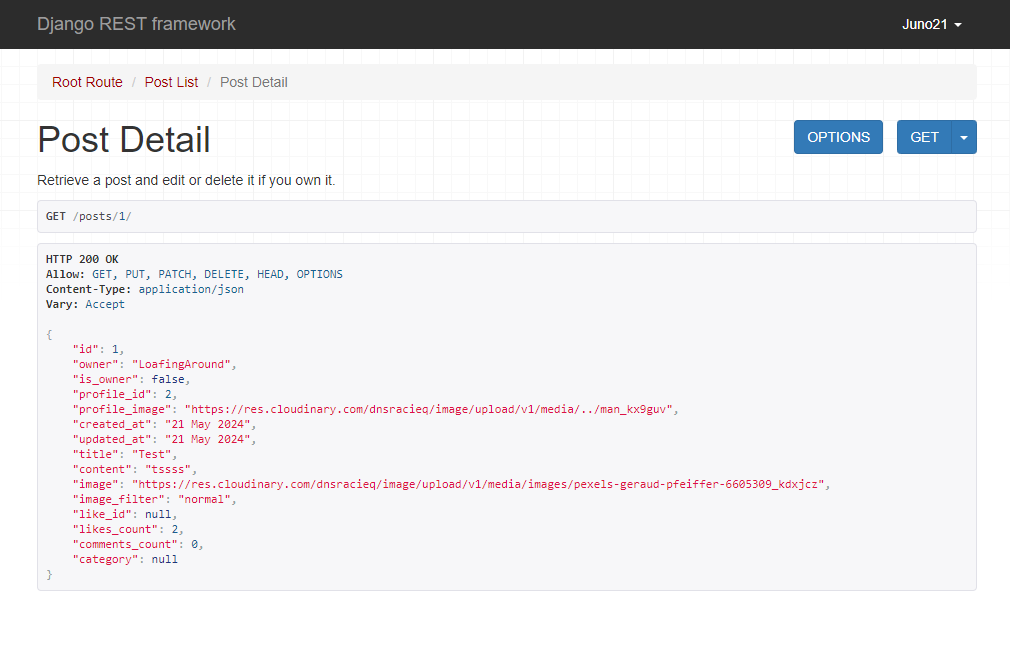 Django REST framework
Juno21
Root Route / Post List / Post Detail
Post Detail
OPTIONS
GET
Retrieve a post and edit or delete it if you own it.
GET /posts/1/
HTTP 200 OK
Allow: GET, PUT, PATCH, DELETE, HEAD, OPTIONS
Content-Type: application/json
Vary: Accept
{
    "id": 1,
    "owner": "LoafingAround",
    "is_owner": false,
    "profile_id": 2,
    "profile_image": "https://res.cloudinary.com/dnsracieq/image/upload/v1/media/../man_kx9guv",
    "created_at": "21 May 2024",
    "updated_at": "21 May 2024",
    "title": "Test",
    "content": "tssss",
    "image": "https://res.cloudinary.com/dnsracieq/image/upload/v1/media/images/pexels-geraud-pfeiffer-6605309_kdxjcz",
    "image_filter": "normal",
    "like_id": null,
    "likes_count": 2,
    "comments_count": 0,
    "category": null
}